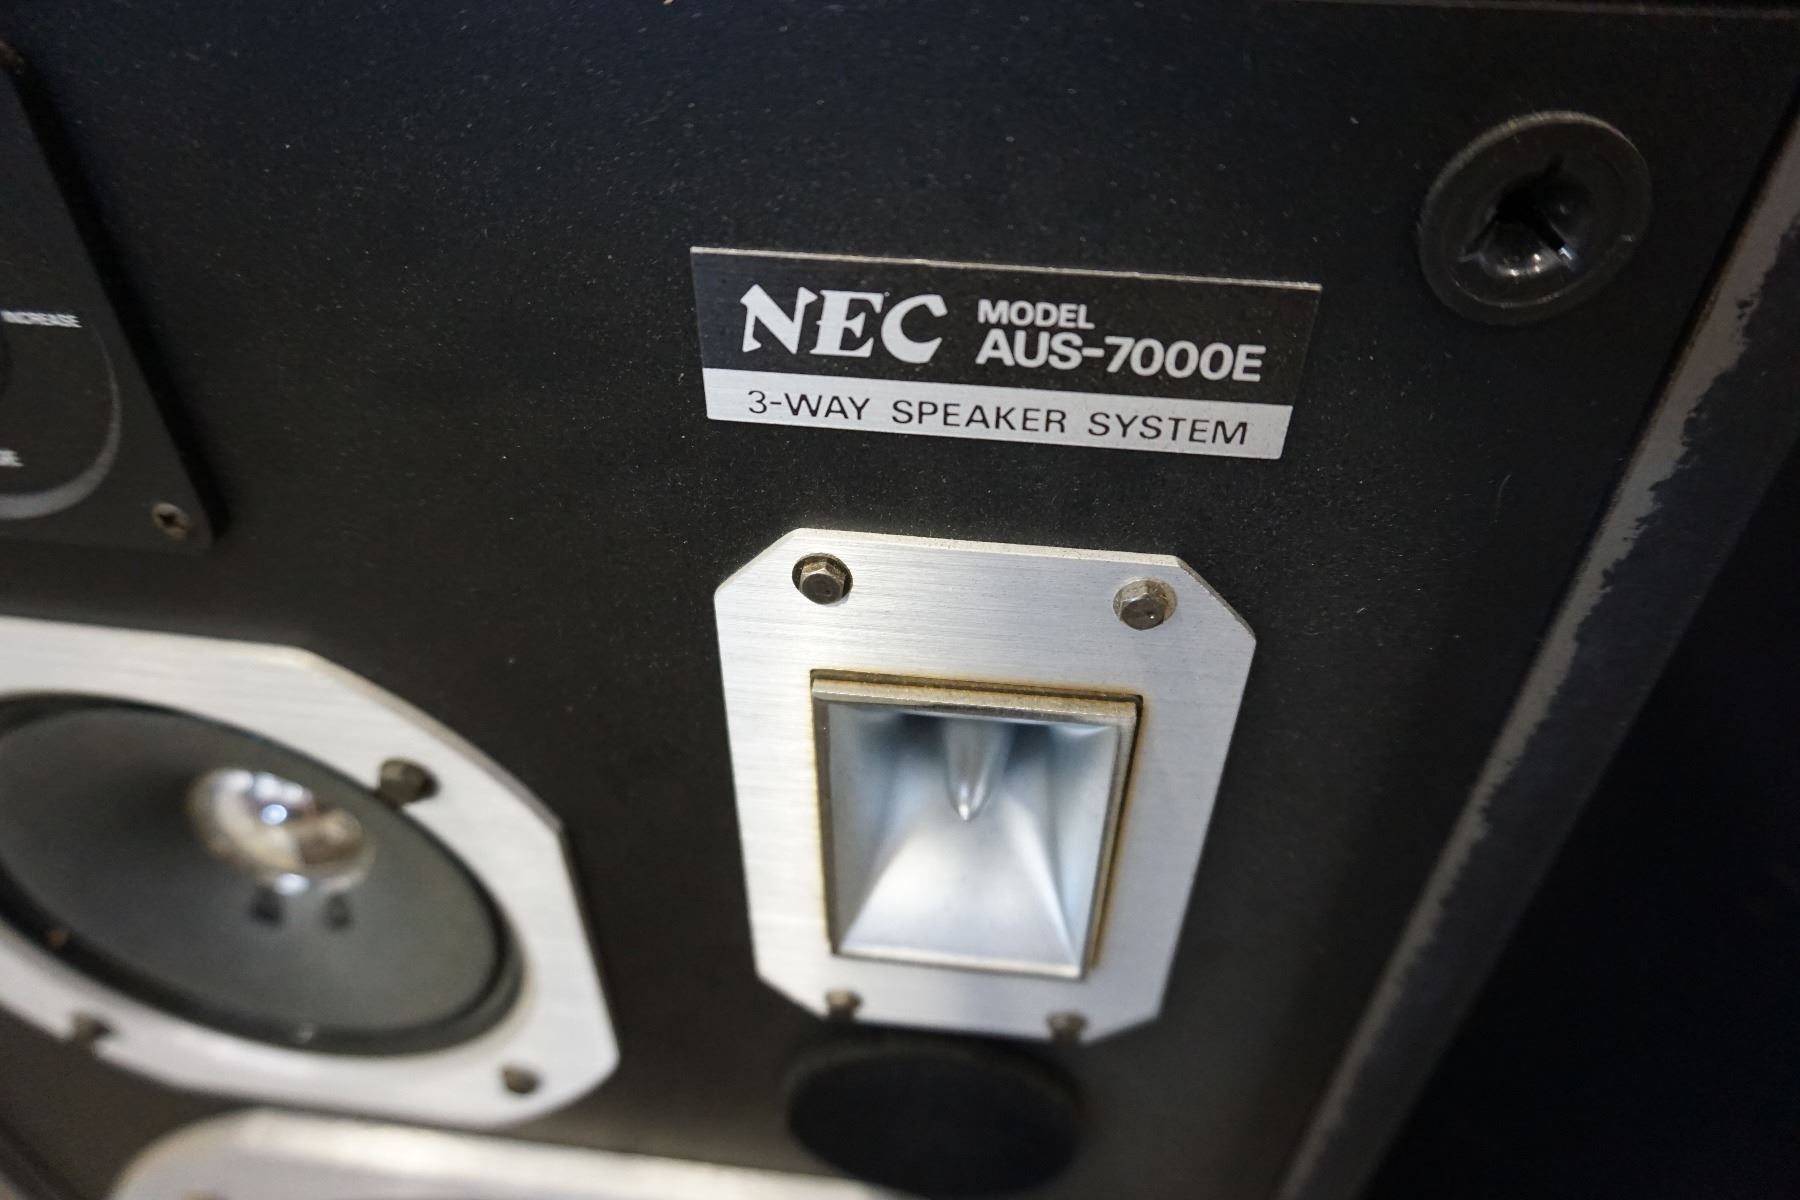 NEC MODEL
AUS-7000E
3-WAY SPEAKER SYSTEM
INCREASE